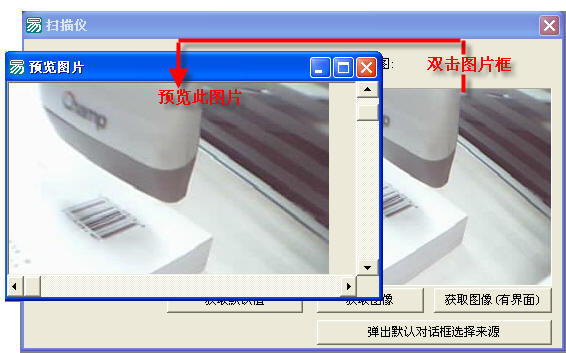 扫描仪
图:
双击图片框
预览图片
预览此图片
Champ
获取默认值
获取图像
获取图像(有界面)
弹出默认对话框选择来源